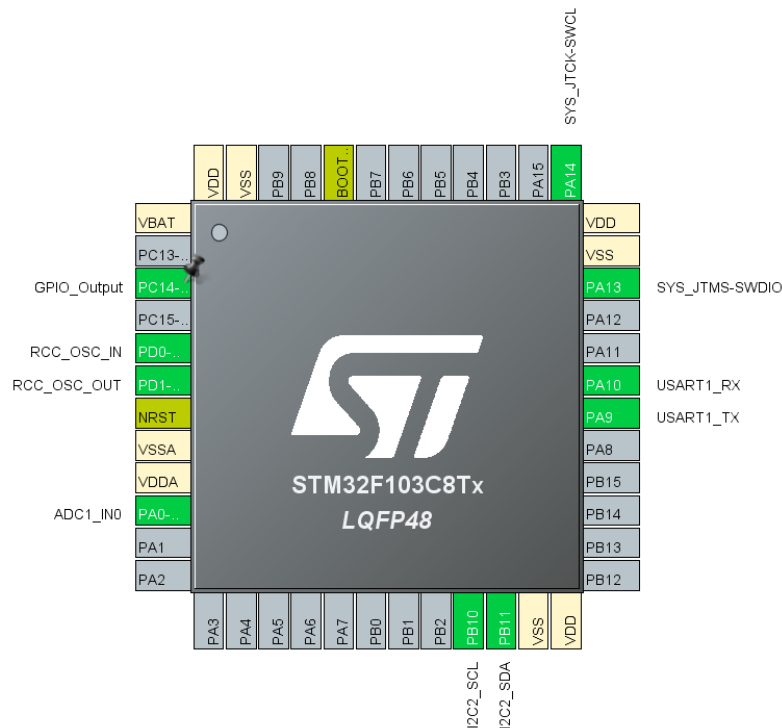 SYS_JTCK-SWCL
VDD
VSS
PB9
PB8
BOOT..
PB7
PB6
PB5
PB4
PB3
PA15
PA14
VBAT
PC13-..
GPIO_Output PC14-..
PC15-..
RCC_OSC_IN PD0-..
RCC_OSC_OUT PD1-..
NRST
VSSA
VDDA
ADC1_IN0 PA0-..
PA1
PA2
ST
STM32F103C8Tx
LQFP48
VDD
VSS
PA13 SYS_JTMS-SWDIO
PA12
PA11
PA10 USART1_RX
PA9 USART1_TX
PA8
PB15
PB14
PB13
PB12
PA3
PA4
PA5
PA6
PA7
PB0
PB1
PB2
PB10
PB11
VSS
VDD
I2C2_SCL
I2C2_SDA